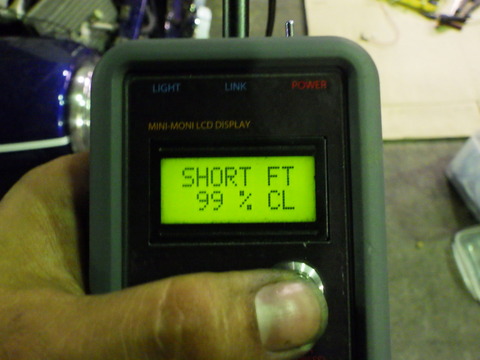 LIGHT LINK POWER
MINI-MONI LCD DISPLAY
SHORT FT
99 % CL